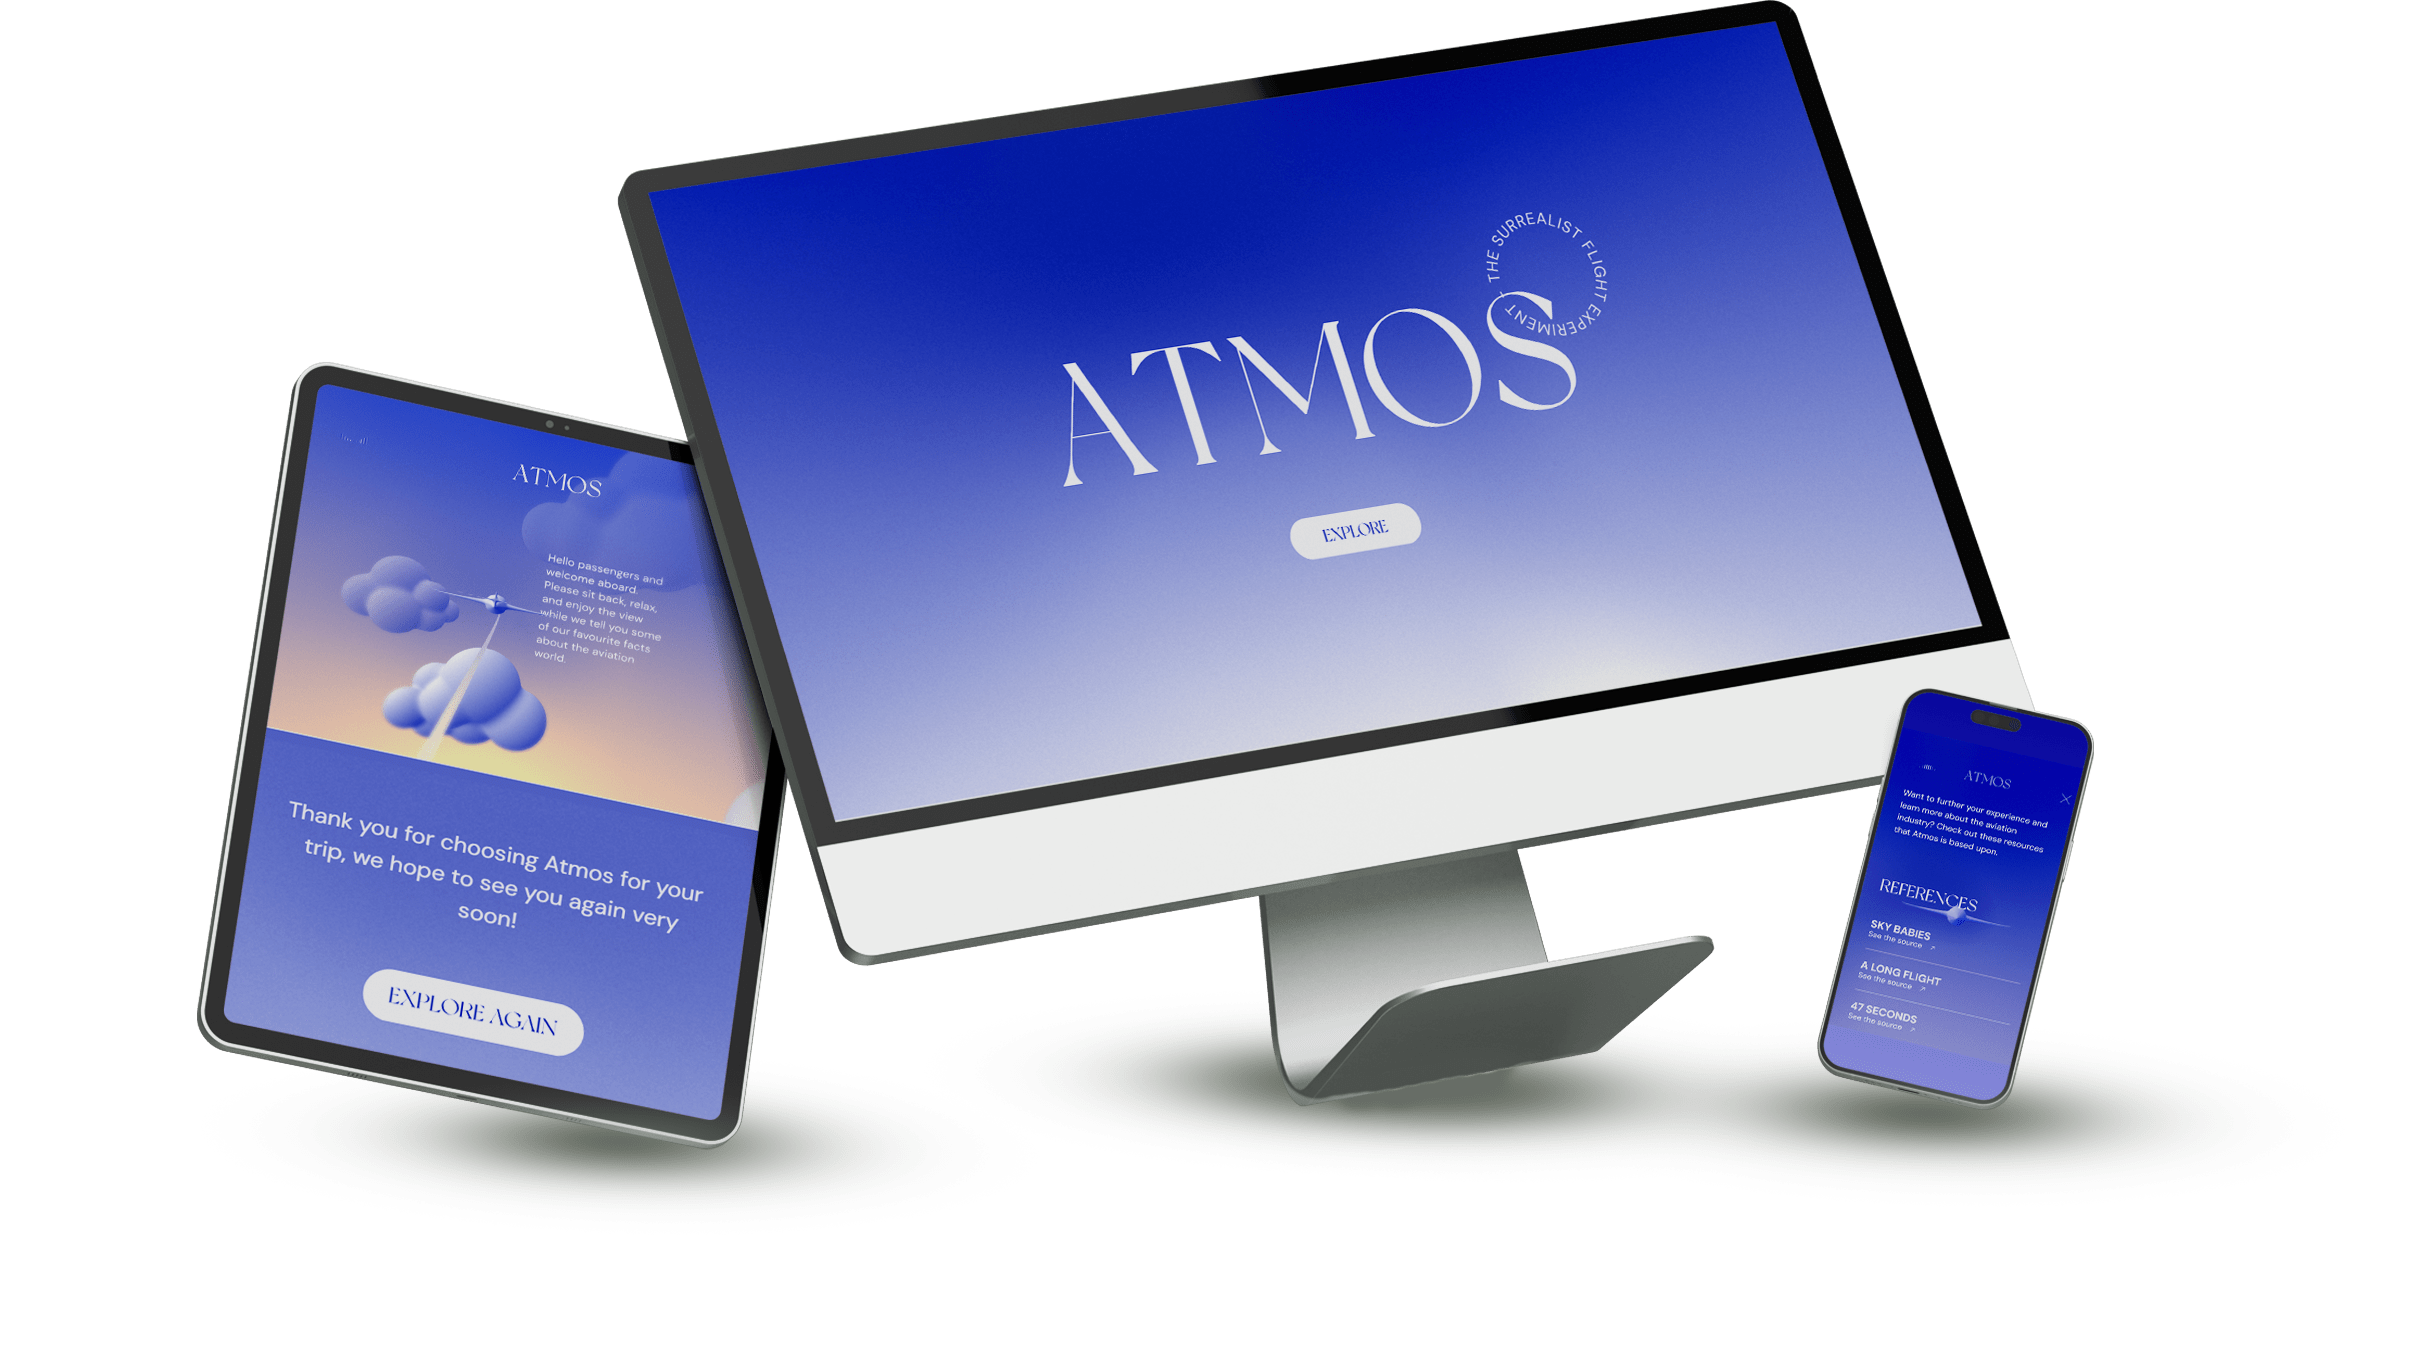 ATMOS
THE SURREALIST FLIGHT EXPERIMENT
EXPLORE
ATMOS
Hello passengers and
welcome aboard.
Please sit back, relax,
and enjoy the view
while we tell you some
of our favourite facts
about the aviation
world.
Thank you for choosing Atmos for your
trip, we hope to see you again very
soon!
EXPLORE AGAIN
ATMOS
Want to further your experience and
learn more about the aviation
industry? Check out these resources
that Atmos is based upon.
REFERENCES
SKY BABIES
See the source ↗
A LONG FLIGHT
See the source ↗
47 SECONDS
See the source ↗